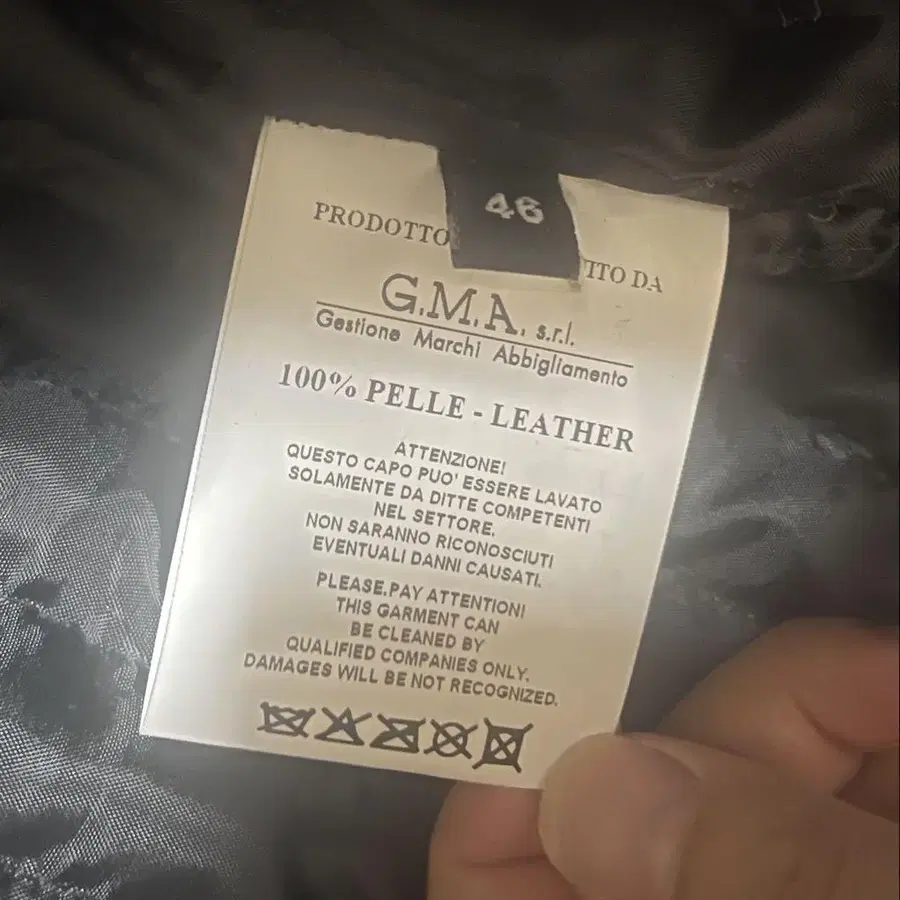 46
PRODOTTO ITO DA
G.M.A. s.r.l.
Gestione Marchi Abbigliamento
100% PELLE - LEATHER
ATTENZIONE!
QUESTO CAPO PUO' ESSERE LAVATO
SOLAMENTE DA DITTE COMPETENTI
NEL SETTORE.
NON SARANNO RICONOSCIUTI
EVENTUALI DANNI CAUSATI.
PLEASE.PAY ATTENTION!
THIS GARMENT CAN
BE CLEANED BY
QUALIFIED COMPANIES ONLY.
DAMAGES WILL BE NOT RECOGNIZED.